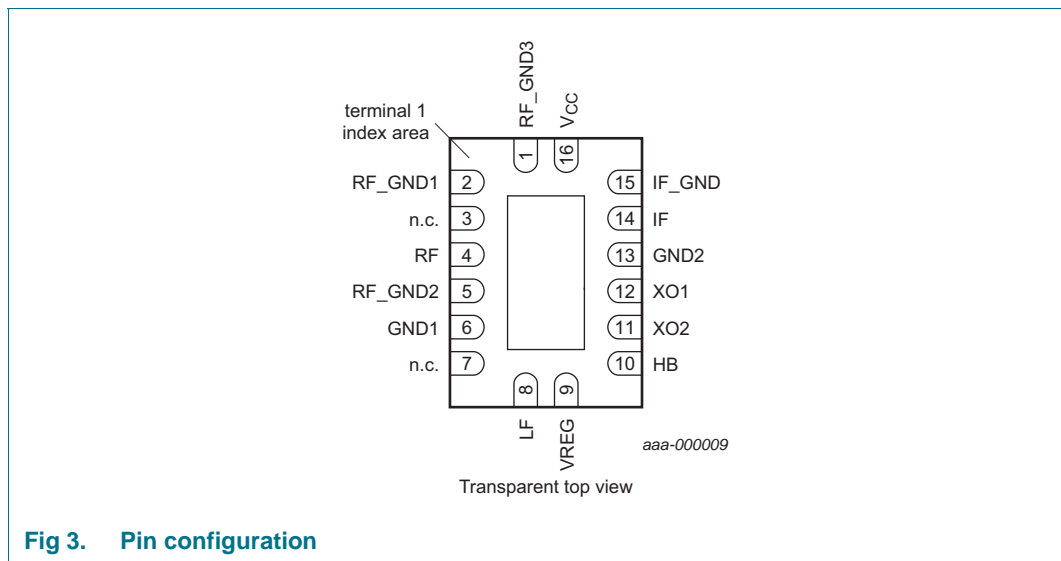 RF_GND3
VCC
terminal 1
index area
1
16
RF_GND1 2
15 IF_GND
n.c. 3
14 IF
RF 4
13 GND2
RF_GND2 5
12 XO1
GND1 6
11 XO2
n.c. 7
10 HB
8
9
LF
VREG
aaa-000009
Transparent top view
Fig 3. Pin configuration